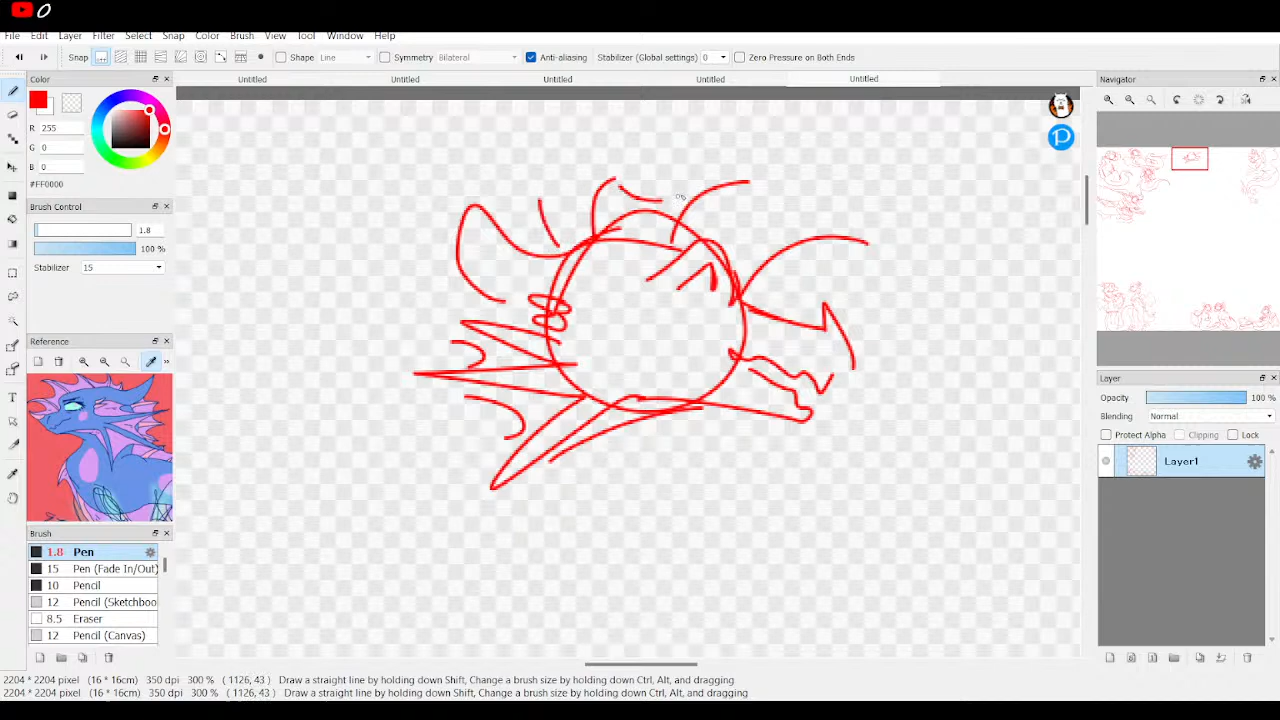 0
File Edit Layer Filter Select Snap Color Brush View Tool Window Help
Snap Shape Line Symmetry Bilateral Anti-aliasing Stabilizer (Global settings) 0 Zero Pressure on Both Ends
Color
Untitled Untitled Untitled Untitled Untitled
Navigator
R 255
G 0
B 0
#FF0000
Brush Control
1.8
100 %
Stabilizer 15
Reference
Layer
Opacity 100 %
Blending Normal
Protect Alpha Clipping Lock
Layer1
Brush
1.8 Pen
15 Pen (Fade In/Out)
10 Pencil
12 Pencil (Sketchboo
8.5 Eraser
12 Pencil (Canvas)
2204 * 2204 pixel (16 * 16cm) 350 dpi 300 % ( 1126, 43 ) Draw a straight line by holding down Shift, Change a brush size by holding down Ctrl, Alt, and dragging
2204 * 2204 pixel (16 * 16cm) 350 dpi 300 % ( 1126, 43 ) Draw a straight line by holding down Shift, Change a brush size by holding down Ctrl, Alt, and dragging